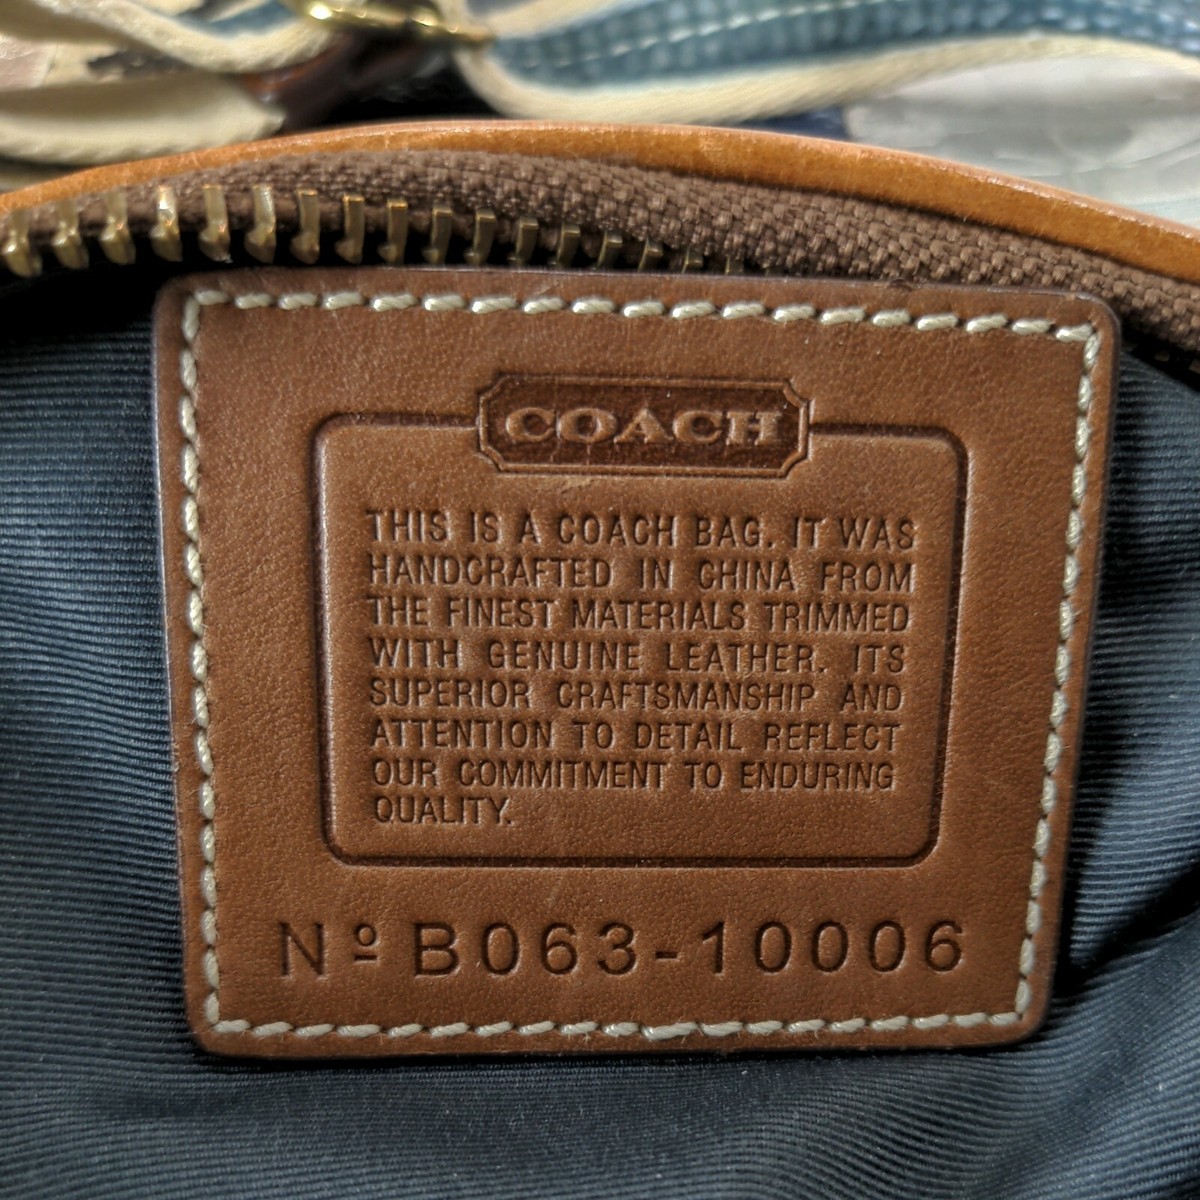 COACH
THIS IS A COACH BAG. IT WAS
HANDCRAFTED IN CHINA FROM
THE FINEST MATERIALS TRIMMED
WITH GENUINE LEATHER. ITS
SUPERIOR CRAFTSMANSHIP AND
ATTENTION TO DETAIL REFLECT
OUR COMMITMENT TO ENDURING
QUALITY.
Nº B063-10006